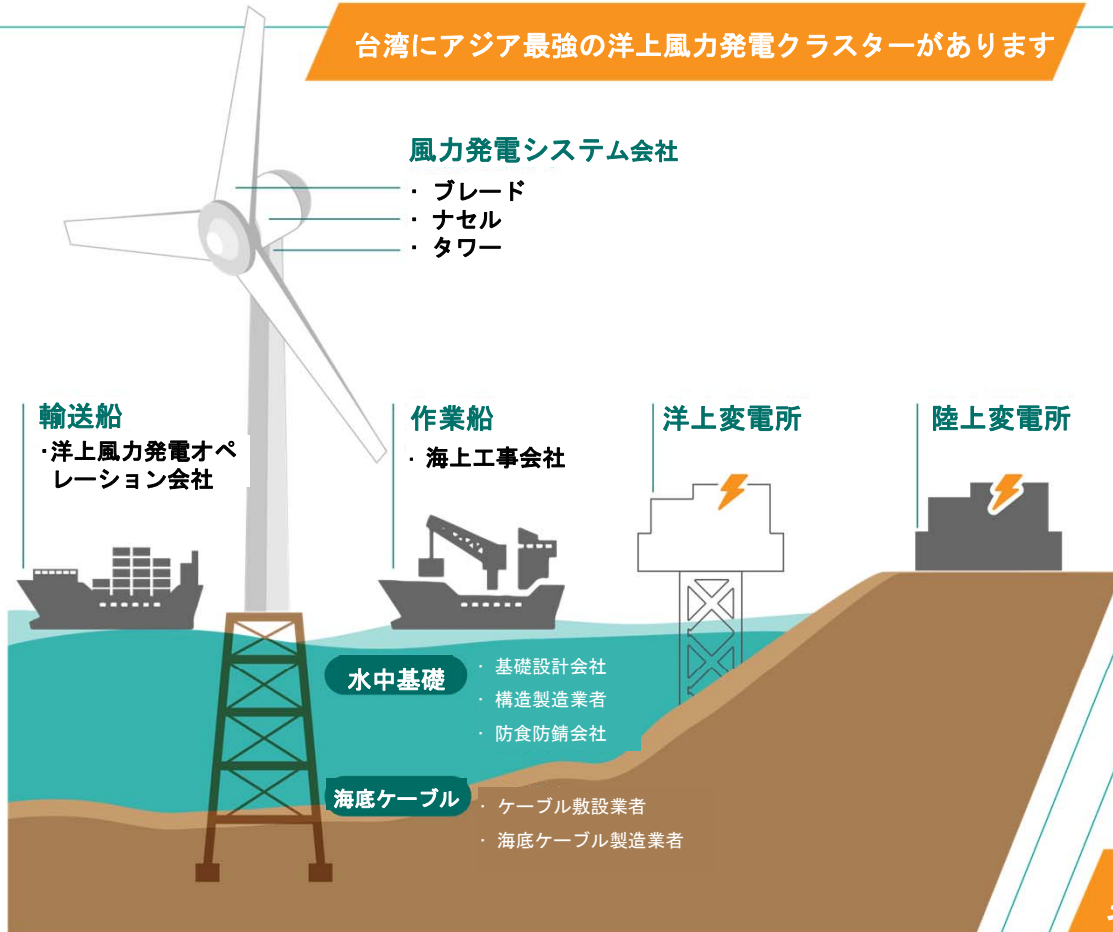 台湾にアジア最強の洋上風力発電クラスターがあります
風力発電システム会社
・ ブレード
・ ナセル
・ タワー
輸送船
・洋上風力発電オペ
レーション会社
作業船
・ 海上工事会社
洋上変電所
陸上変電所
水中基礎
・ 基礎設計会社
・ 構造製造業者
・ 防食防錆会社
海底ケーブル
・ ケーブル敷設業者
・ 海底ケーブル製造業者